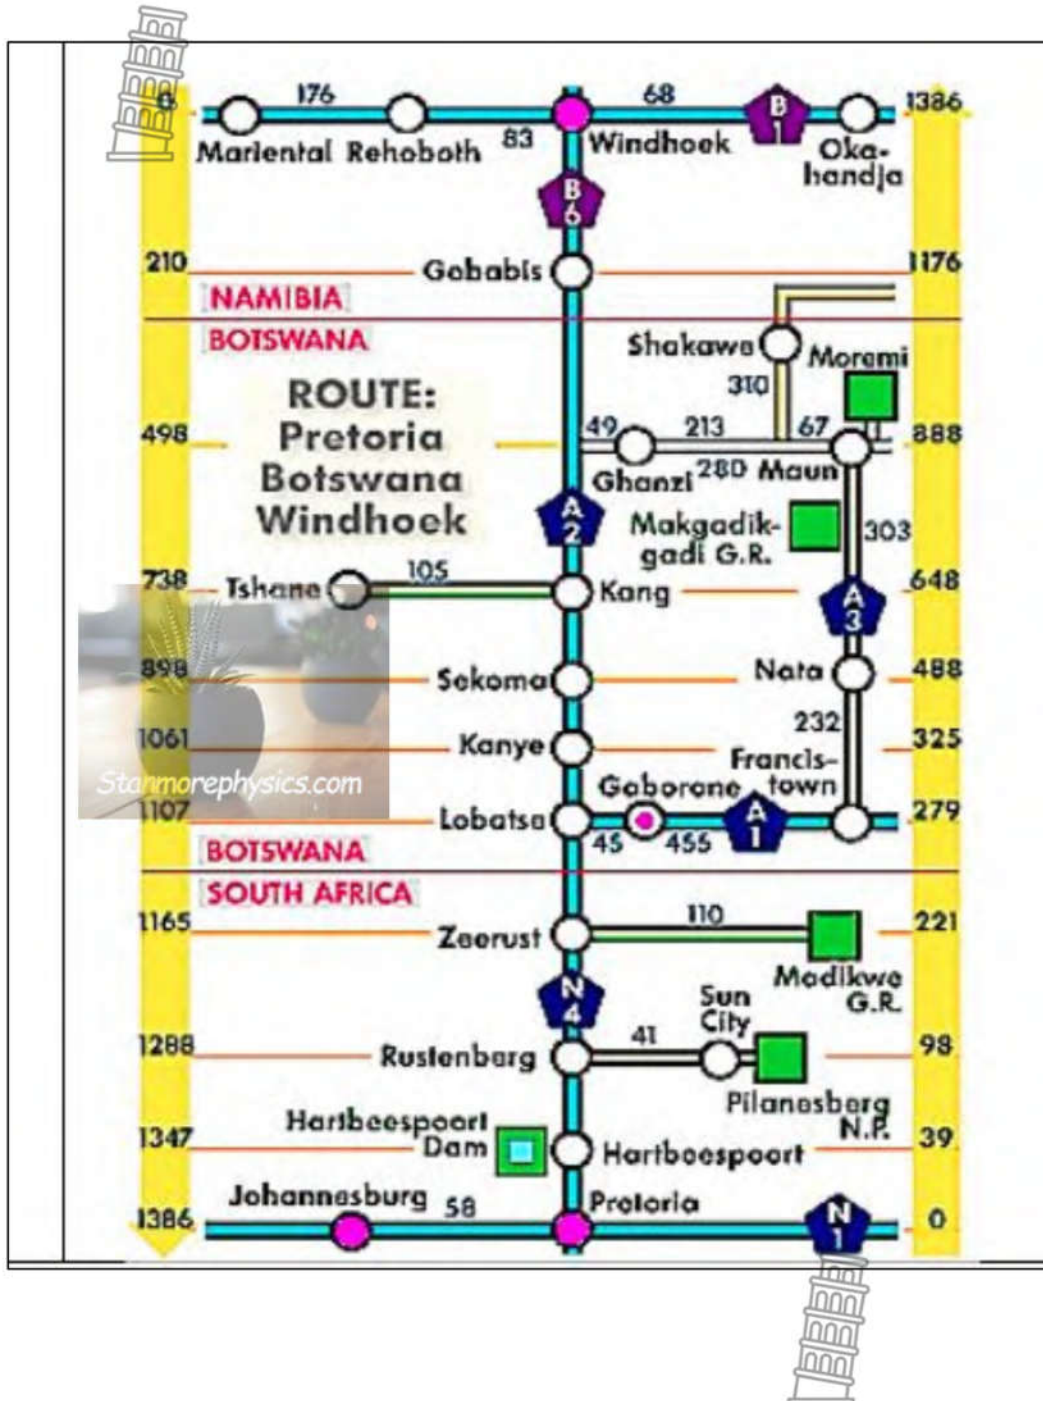 176
68
B
1
1386
Mariental
Rehoboth
83
Windhoek
Oka-
handja
B
6
210
Gobabis
1176
NAMIBIA
BOTSWANA
Shakawe
Moremi
310
ROUTE:
Pretoria
Botswana
Windhoek
498
49
213
67
888
Ghanzi
280
Maun
A
2
Makgadik-
gadi G.R.
303
738
Tshane
105
Kang
648
A
3
898
Sekoma
Nata
488
232
1061
Kanye
325
Francis-
town
Stanmorephysics.com
Gaborone
1107
Lobatse
45
455
A
1
279
BOTSWANA
SOUTH AFRICA
1165
Zeerust
110
221
Madikwe
G.R.
N
4
Sun
City
1288
Rustenberg
41
98
Pilanesberg
N.P.
Hartbeespoort
Dam
1347
Hartbeespoort
39
Johannesburg
58
Pretoria
1386
N
1
0